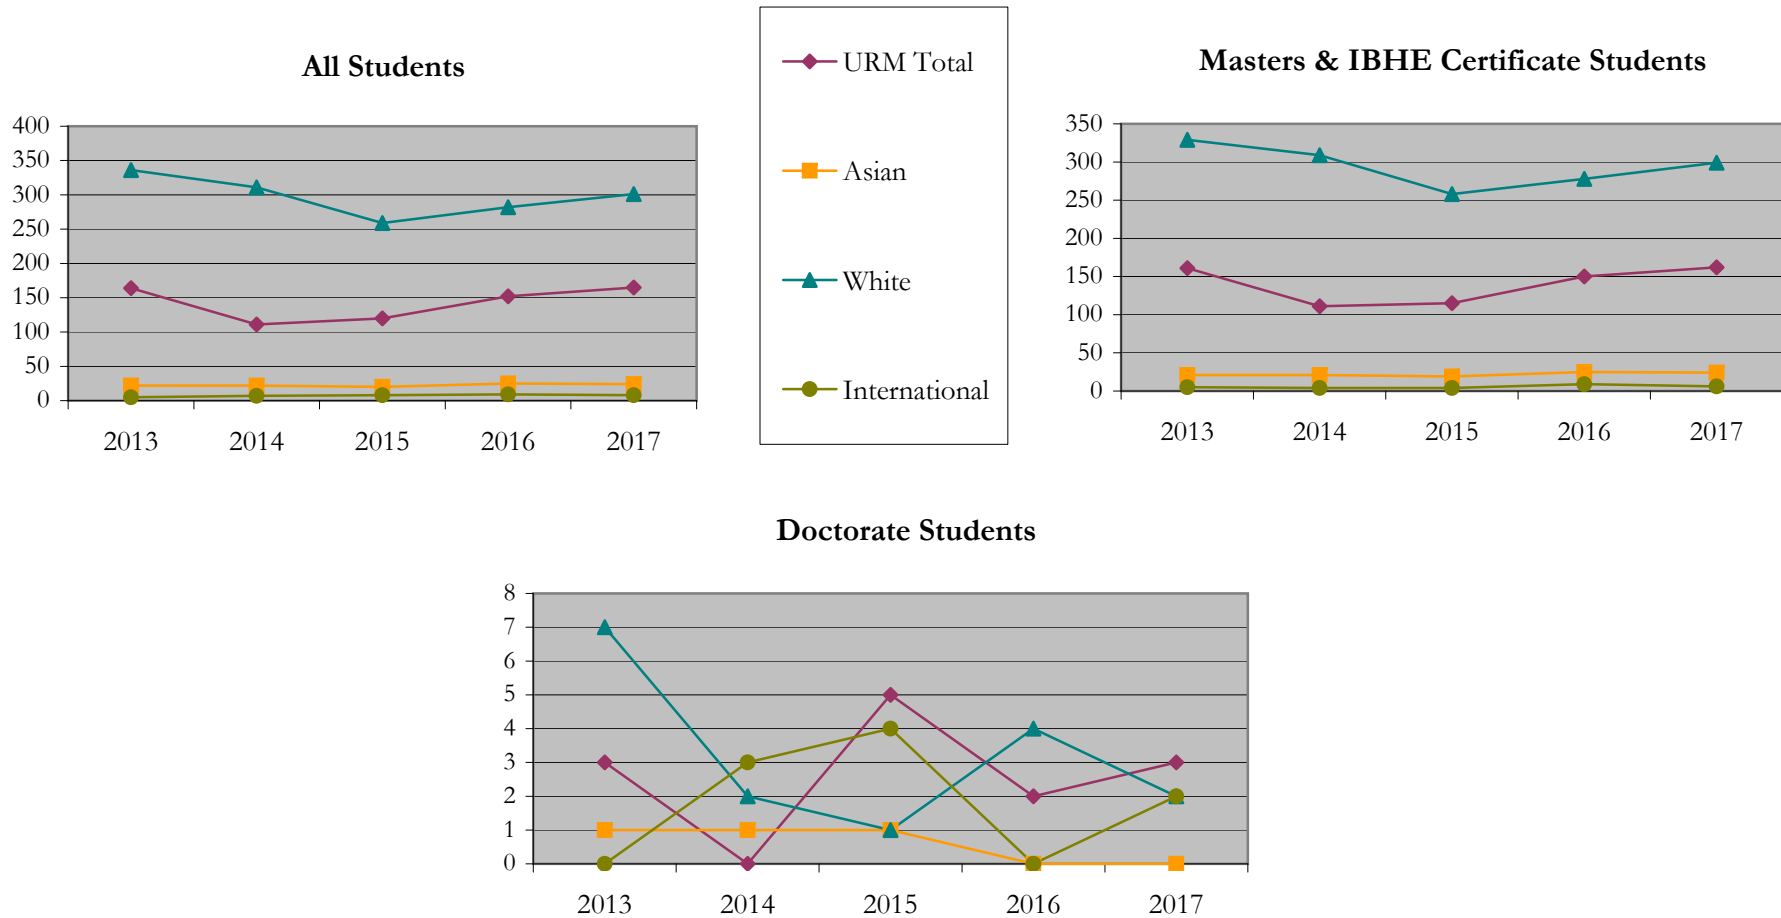 All Students
400
350
300
250
200
150
100
50
0
2013 2014 2015 2016 2017
URM Total
Asian
White
International
Masters & IBHE Certificate Students
350
300
250
200
150
100
50
0
2013 2014 2015 2016 2017
Doctorate Students
8
7
6
5
4
3
2
1
0
2013 2014 2015 2016 2017